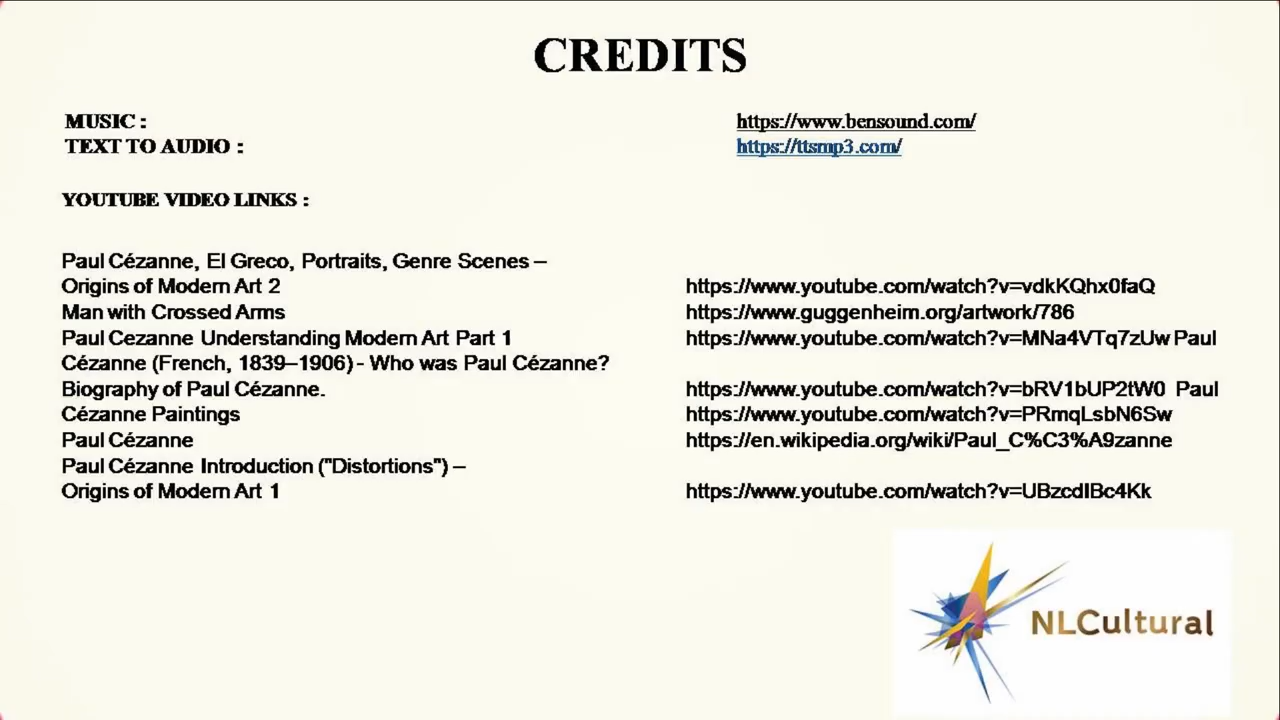 CREDITS
MUSIC : https://www.bensound.com/
TEXT TO AUDIO : https://ttsmp3.com/
YOUTUBE VIDEO LINKS :
Paul Cézanne, El Greco, Portraits, Genre Scenes –
Origins of Modern Art 2 https://www.youtube.com/watch?v=vdkKQhx0faQ
Man with Crossed Arms https://www.guggenheim.org/artwork/786
Paul Cezanne Understanding Modern Art Part 1 https://www.youtube.com/watch?v=MNa4VTq7zUw Paul
Cézanne (French, 1839–1906) - Who was Paul Cézanne?
Biography of Paul Cézanne. https://www.youtube.com/watch?v=bRV1bUP2tW0 Paul
Cézanne Paintings https://www.youtube.com/watch?v=PRmqLsbN6Sw
Paul Cézanne https://en.wikipedia.org/wiki/Paul_C%C3%A9zanne
Paul Cézanne Introduction ("Distortions") –
Origins of Modern Art 1 https://www.youtube.com/watch?v=UBzcdIBc4Kk
NLCultural